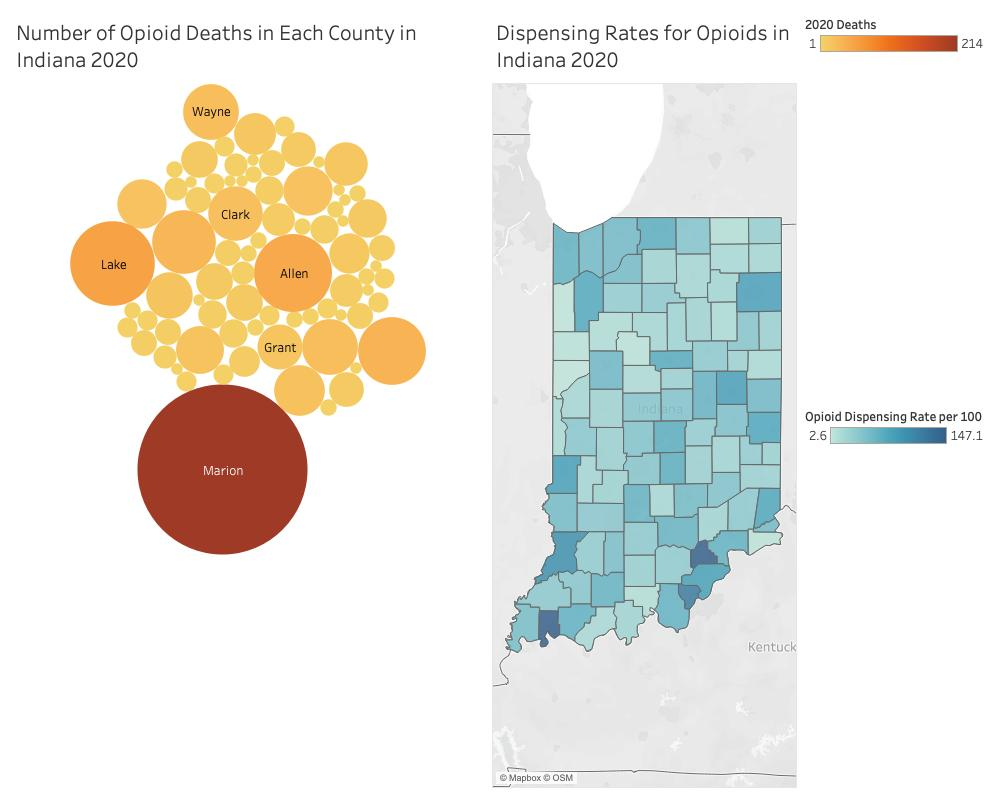 Number of Opioid Deaths in Each County in
Indiana 2020
Wayne
Clark
Lake
Allen
Grant
Marion
Dispensing Rates for Opioids in
Indiana 2020
Indiana
Kentuck
© Mapbox © OSM
2020 Deaths
1 214
Opioid Dispensing Rate per 100
2.6 147.1